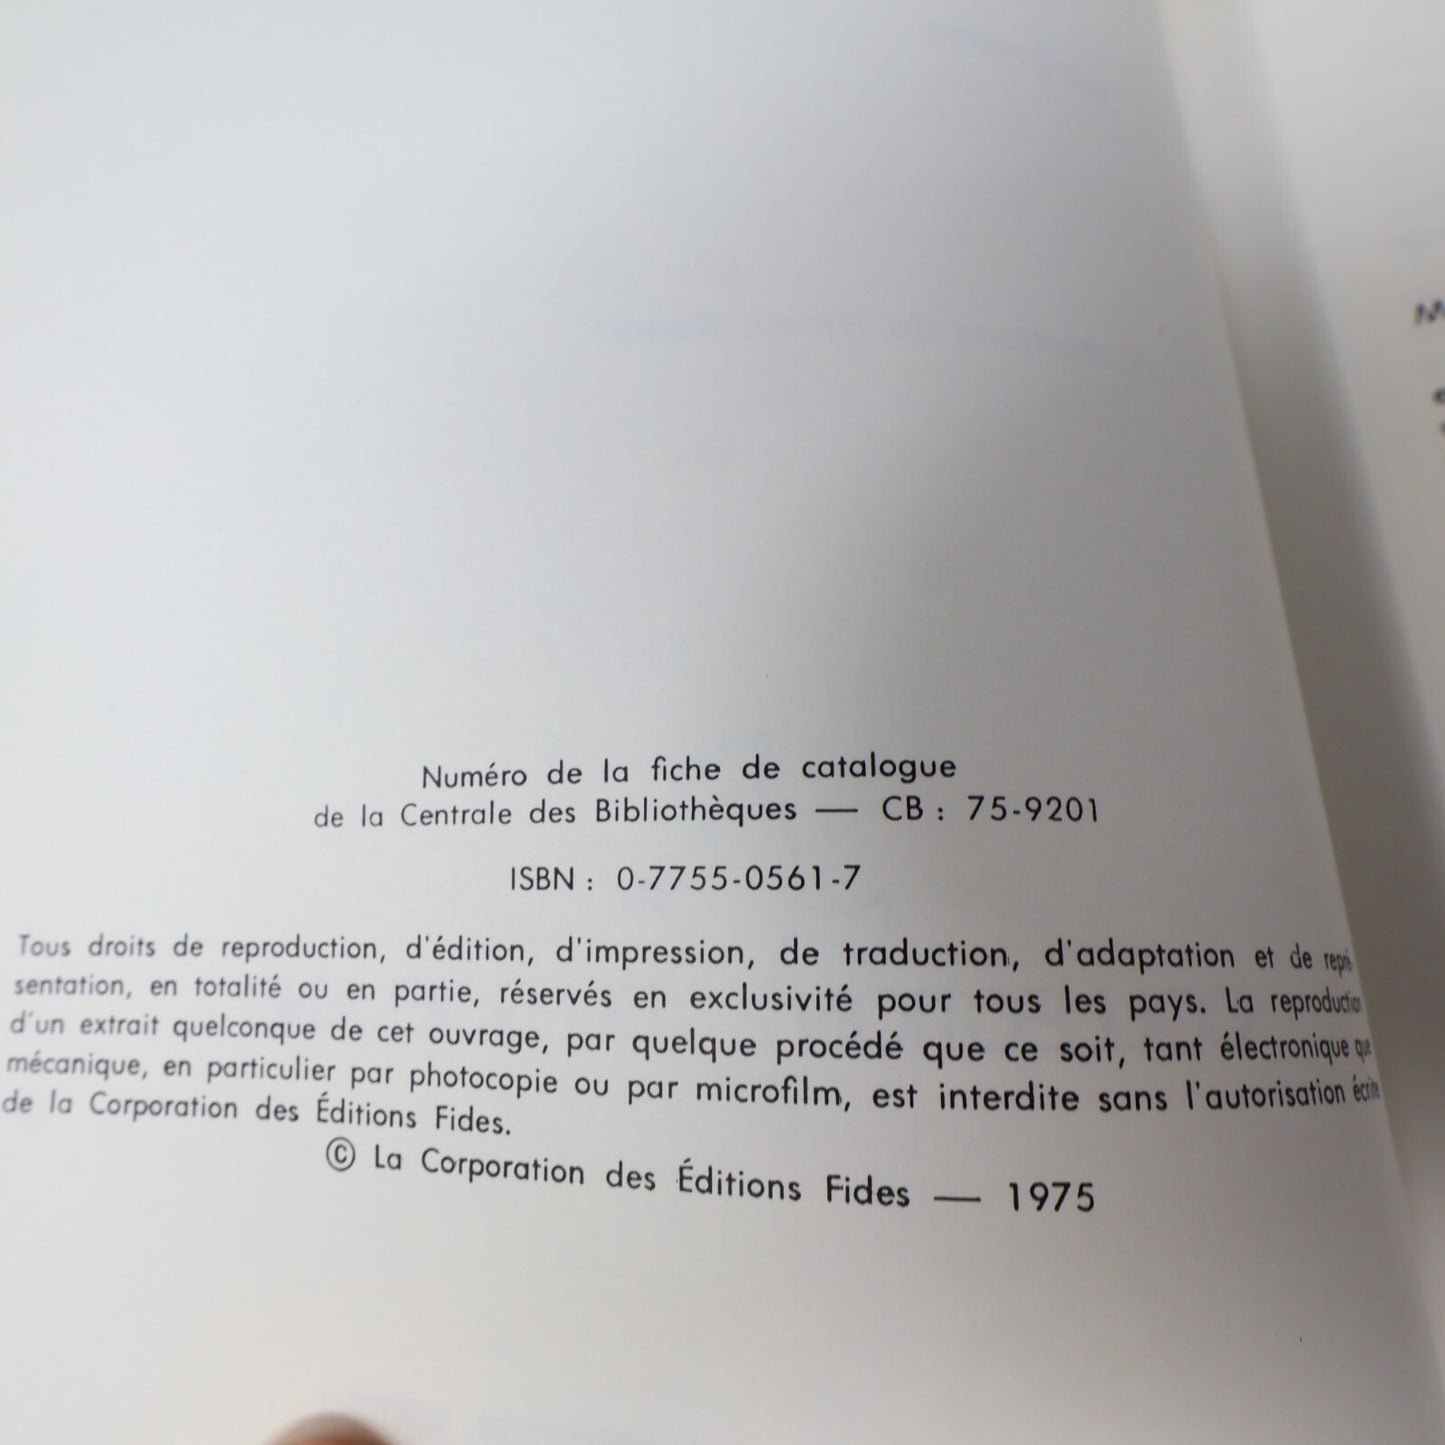 Numéro de la fiche de catalogue
de la Centrale des Bibliothèques — CB : 75-9201
ISBN : 0-7755-0561-7
Tous droits de reproduction, d'édition, d'impression, de traduction, d'adaptation et de repré-
sentation, en totalité ou en partie, réservés en exclusivité pour tous les pays. La reproduction
d'un extrait quelconque de cet ouvrage, par quelque procédé que ce soit, tant électronique que
mécanique, en particulier par photocopie ou par microfilm, est interdite sans l'autorisation écrite
de la Corporation des Éditions Fides.
© La Corporation des Éditions Fides — 1975